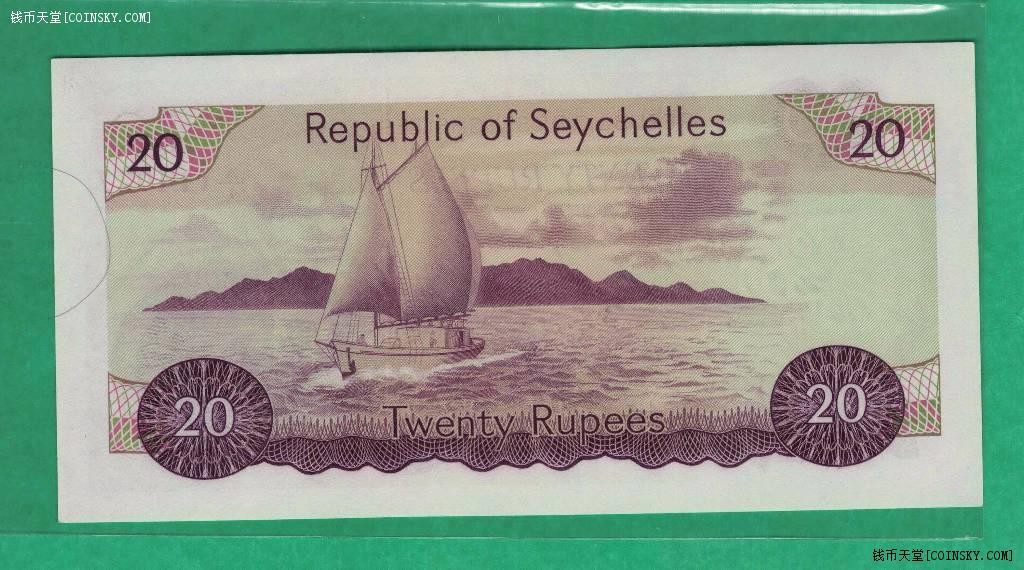 钱币天堂[COINSKY.COM]
Republic of Seychelles
20
20
20
20
Twenty Rupees
钱币天堂[COINSKY.COM]